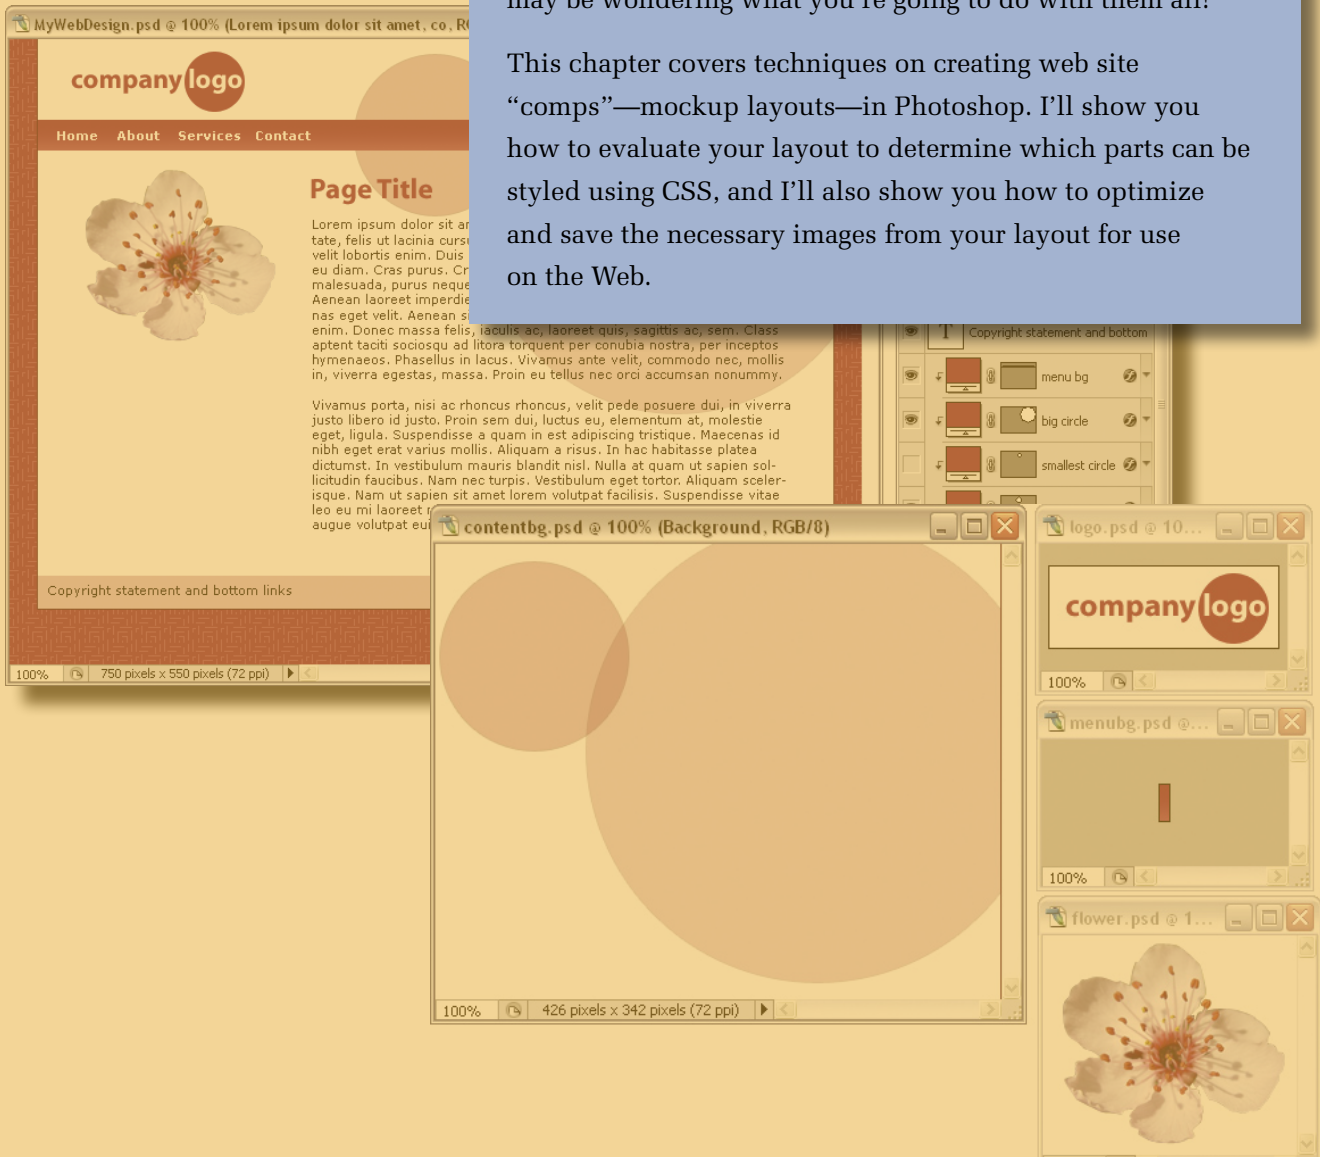 may be wondering what you're going to do with them all!
This chapter covers techniques on creating web site
“comps”—mockup layouts—in Photoshop. I’ll show you
how to evaluate your layout to determine which parts can be
styled using CSS, and I’ll also show you how to optimize
and save the necessary images from your layout for use
on the Web.
MyWebDesign.psd @ 100% (Lorem ipsum dolor sit amet, co, RG
companylogo
Home About Services Contact
Page Title
Lorem ipsum dolor sit
tate, felis ut lacinia
velit lobortis enim. Duis
eu diam. Cras purus.
malesuada, purus neque
Aenean laoreet
nas eget velit. Aenean
enim. Donec massa felis, iaculis ac, laoreet quis, sagittis ac, sem. Class
aptent taciti sociosqu ad litora torquent per conubia nostra, per inceptos
hymenaeos. Phasellus in lacus. Vivamus ante velit, commodo nec, mollis
in, viverra egestas, massa. Proin eu tellus nec orci accumsan nonummy.
Vivamus porta, nisi ac rhoncus rhoncus, velit pede posuere dui, in viverra
justo libero id justo. Proin sem dui, luctus eu, elementum at, molestie
eget, ligula. Suspendisse a quam in est adipiscing tristique. Maecenas id
nibh eget erat varius mollis. Aliquam a risus. In hac habitasse platea
dictumst. In vestibulum mauris blandit nisl. Nulla at quam ut sapien sol-
licitudin faucibus. Nam nec turpis. Vestibulum eget tortor. Aliquam sceler-
isque. Nam ut sapien sit amet lorem volutpat facilisis. Suspendisse vitae
leo eu mi laoreet
augue volutpat
Copyright statement and bottom links
100% 750 pixels x 550 pixels (72 ppi)
T Copyright statement and bottom
menu bg
big circle
smallest circle
contentbg.psd @ 100% (Background, RGB/8)
100% 426 pixels x 342 pixels (72 ppi)
logo.psd @ 10...
companylogo
100%
menubg.psd @...
100%
flower.psd @ 1...